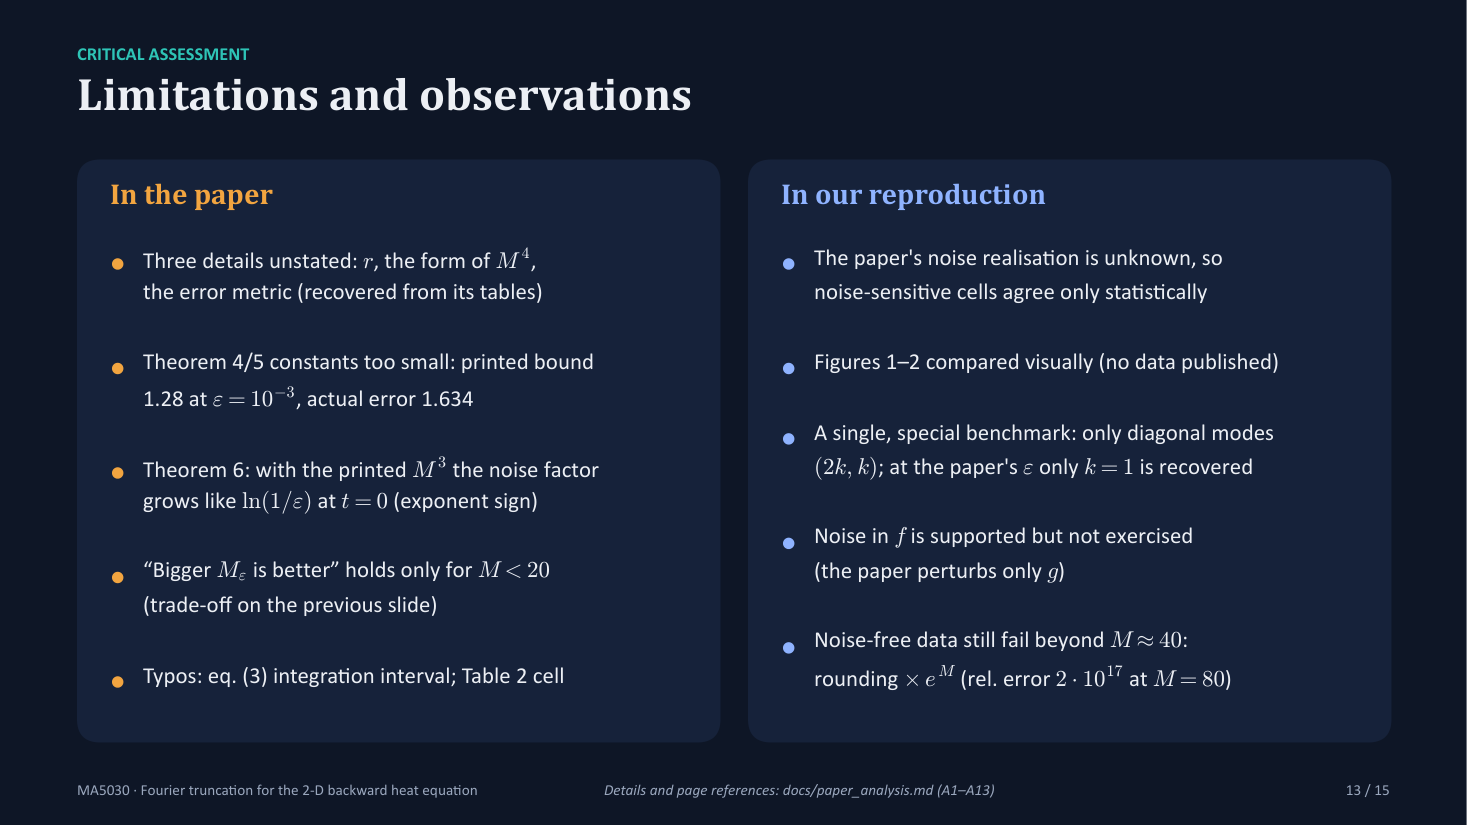 CRITICAL ASSESSMENT
Limitations and observations
In the paper
Three details unstated: r, the form of M⁴,
the error metric (recovered from its tables)
Theorem 4/5 constants too small: printed bound
1.28 at ε = 10⁻³, actual error 1.634
Theorem 6: with the printed M³ the noise factor
grows like ln(1/ε) at t = 0 (exponent sign)
“Bigger Mε is better” holds only for M < 20
(trade-off on the previous slide)
Typos: eq. (3) integration interval; Table 2 cell
In our reproduction
The paper's noise realisation is unknown, so
noise-sensitive cells agree only statistically
Figures 1–2 compared visually (no data published)
A single, special benchmark: only diagonal modes
(2k, k); at the paper's ε only k = 1 is recovered
Noise in f is supported but not exercised
(the paper perturbs only g)
Noise-free data still fail beyond M ≈ 40:
rounding × eᴹ (rel. error 2 · 10¹⁷ at M = 80)
MA5030 · Fourier truncation for the 2-D backward heat equation
Details and page references: docs/paper_analysis.md (A1–A13)
13 / 15